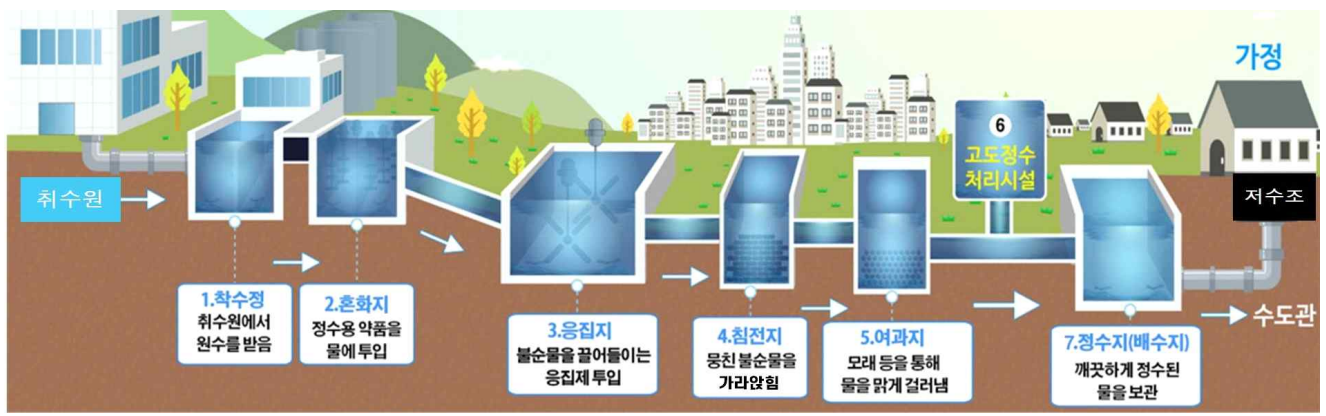 가정
6
고도정수
처리시설
취수원
저수조
1.착수정
취수원에서
원수를 받음
2.혼화지
정수용 약품을
물에 투입
3.응집지
불순물을 끌어들이는
응집제 투입
4.침전지
뭉친 불순물을
가라앉힘
5.여과지
모래 등을 통해
물을 맑게 걸러냄
7.정수지(배수지)
깨끗하게 정수된
물을 보관
수도관